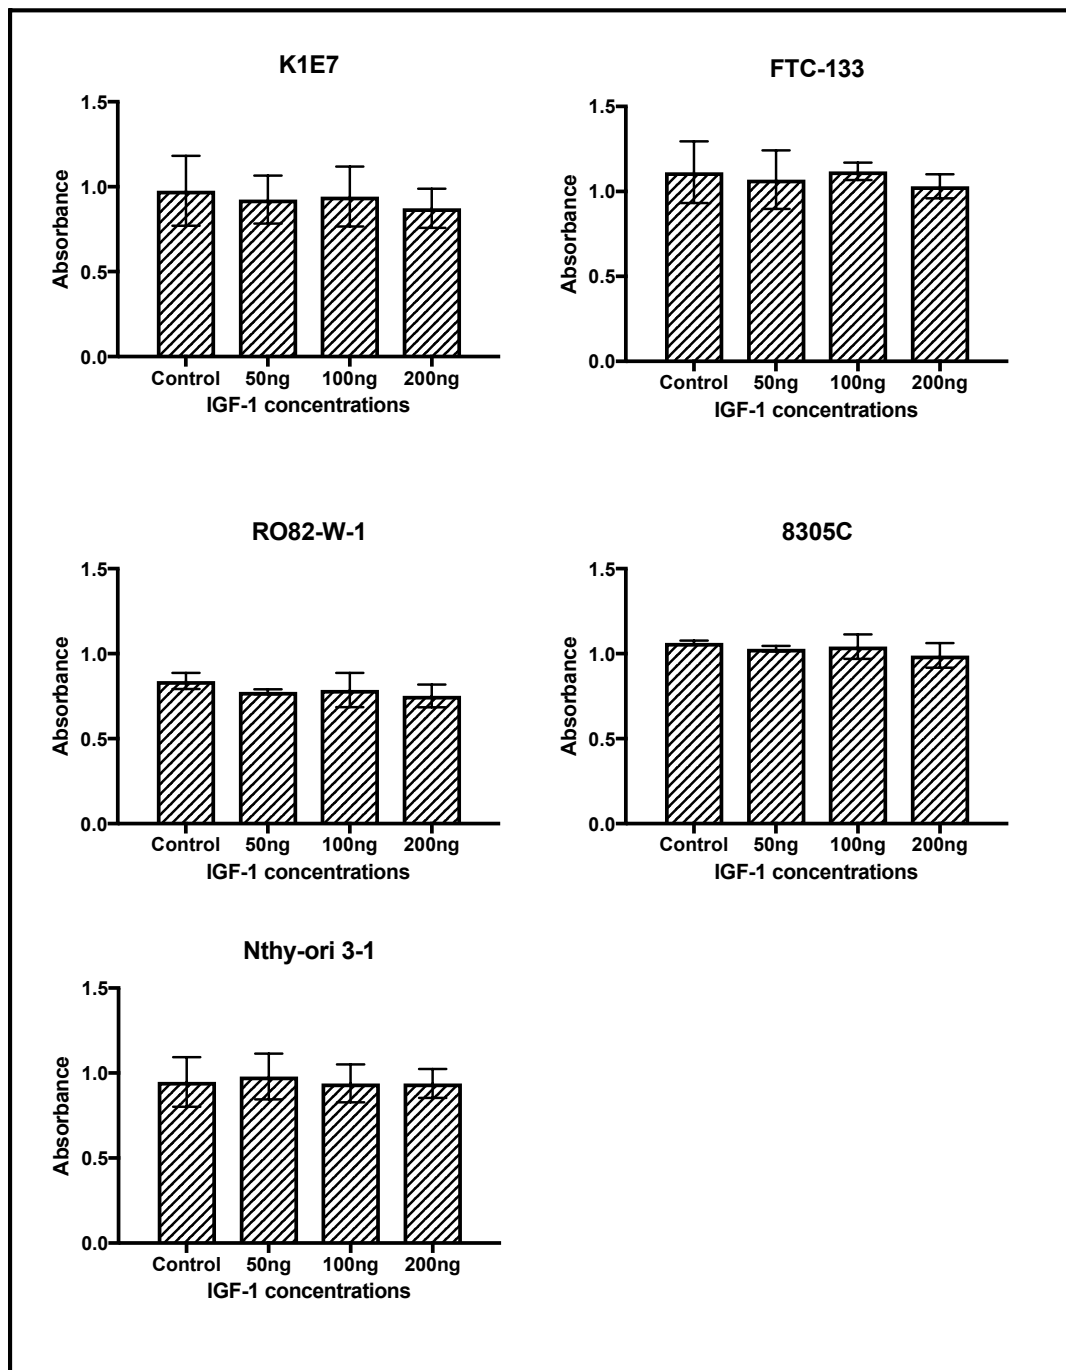 K1E7
1.5
1.0
0.5
0.0
Absorbance
Control 50ng 100ng 200ng
IGF-1 concentrations
FTC-133
1.5
1.0
0.5
0.0
Absorbance
Control 50ng 100ng 200ng
IGF-1 concentrations
RO82-W-1
1.5
1.0
0.5
0.0
Absorbance
Control 50ng 100ng 200ng
IGF-1 concentrations
8305C
1.5
1.0
0.5
0.0
Absorbance
Control 50ng 100ng 200ng
IGF-1 concentrations
Nthy-ori 3-1
1.5
1.0
0.5
0.0
Absorbance
Control 50ng 100ng 200ng
IGF-1 concentrations